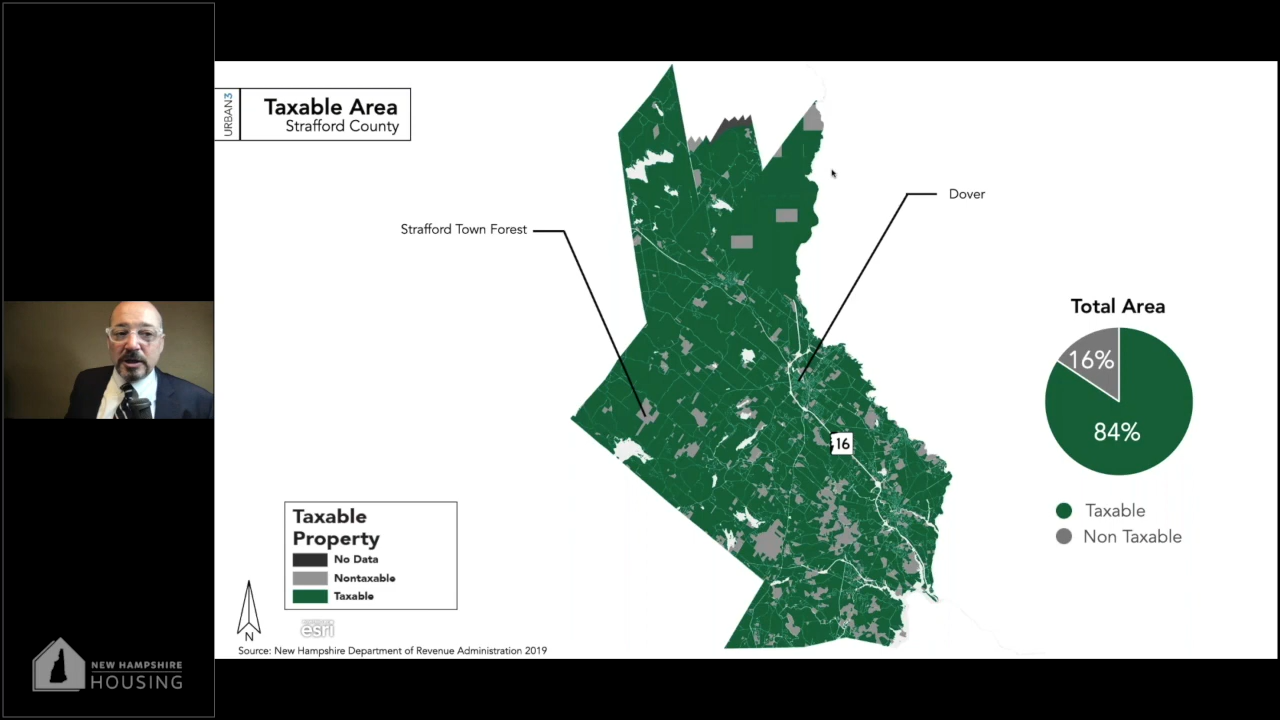 URBAN3
Taxable Area
Strafford County
Dover
Strafford Town Forest
Total Area
16%
84%
16
Taxable
Non Taxable
Taxable
Property
No Data
Nontaxable
Taxable
N
esri
Source: New Hampshire Department of Revenue Administration 2019
NEW HAMPSHIRE
HOUSING